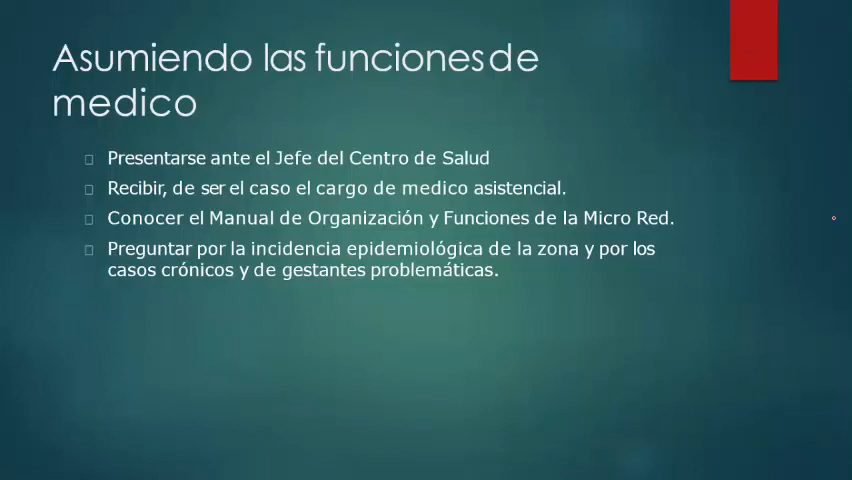 Asumiendo las funciones de
medico
Presentarse ante el Jefe del Centro de Salud
Recibir, de ser el caso el cargo de medico asistencial.
Conocer el Manual de Organización y Funciones de la Micro Red.
Preguntar por la incidencia epidemiológica de la zona y por los
casos crónicos y de gestantes problemáticas.